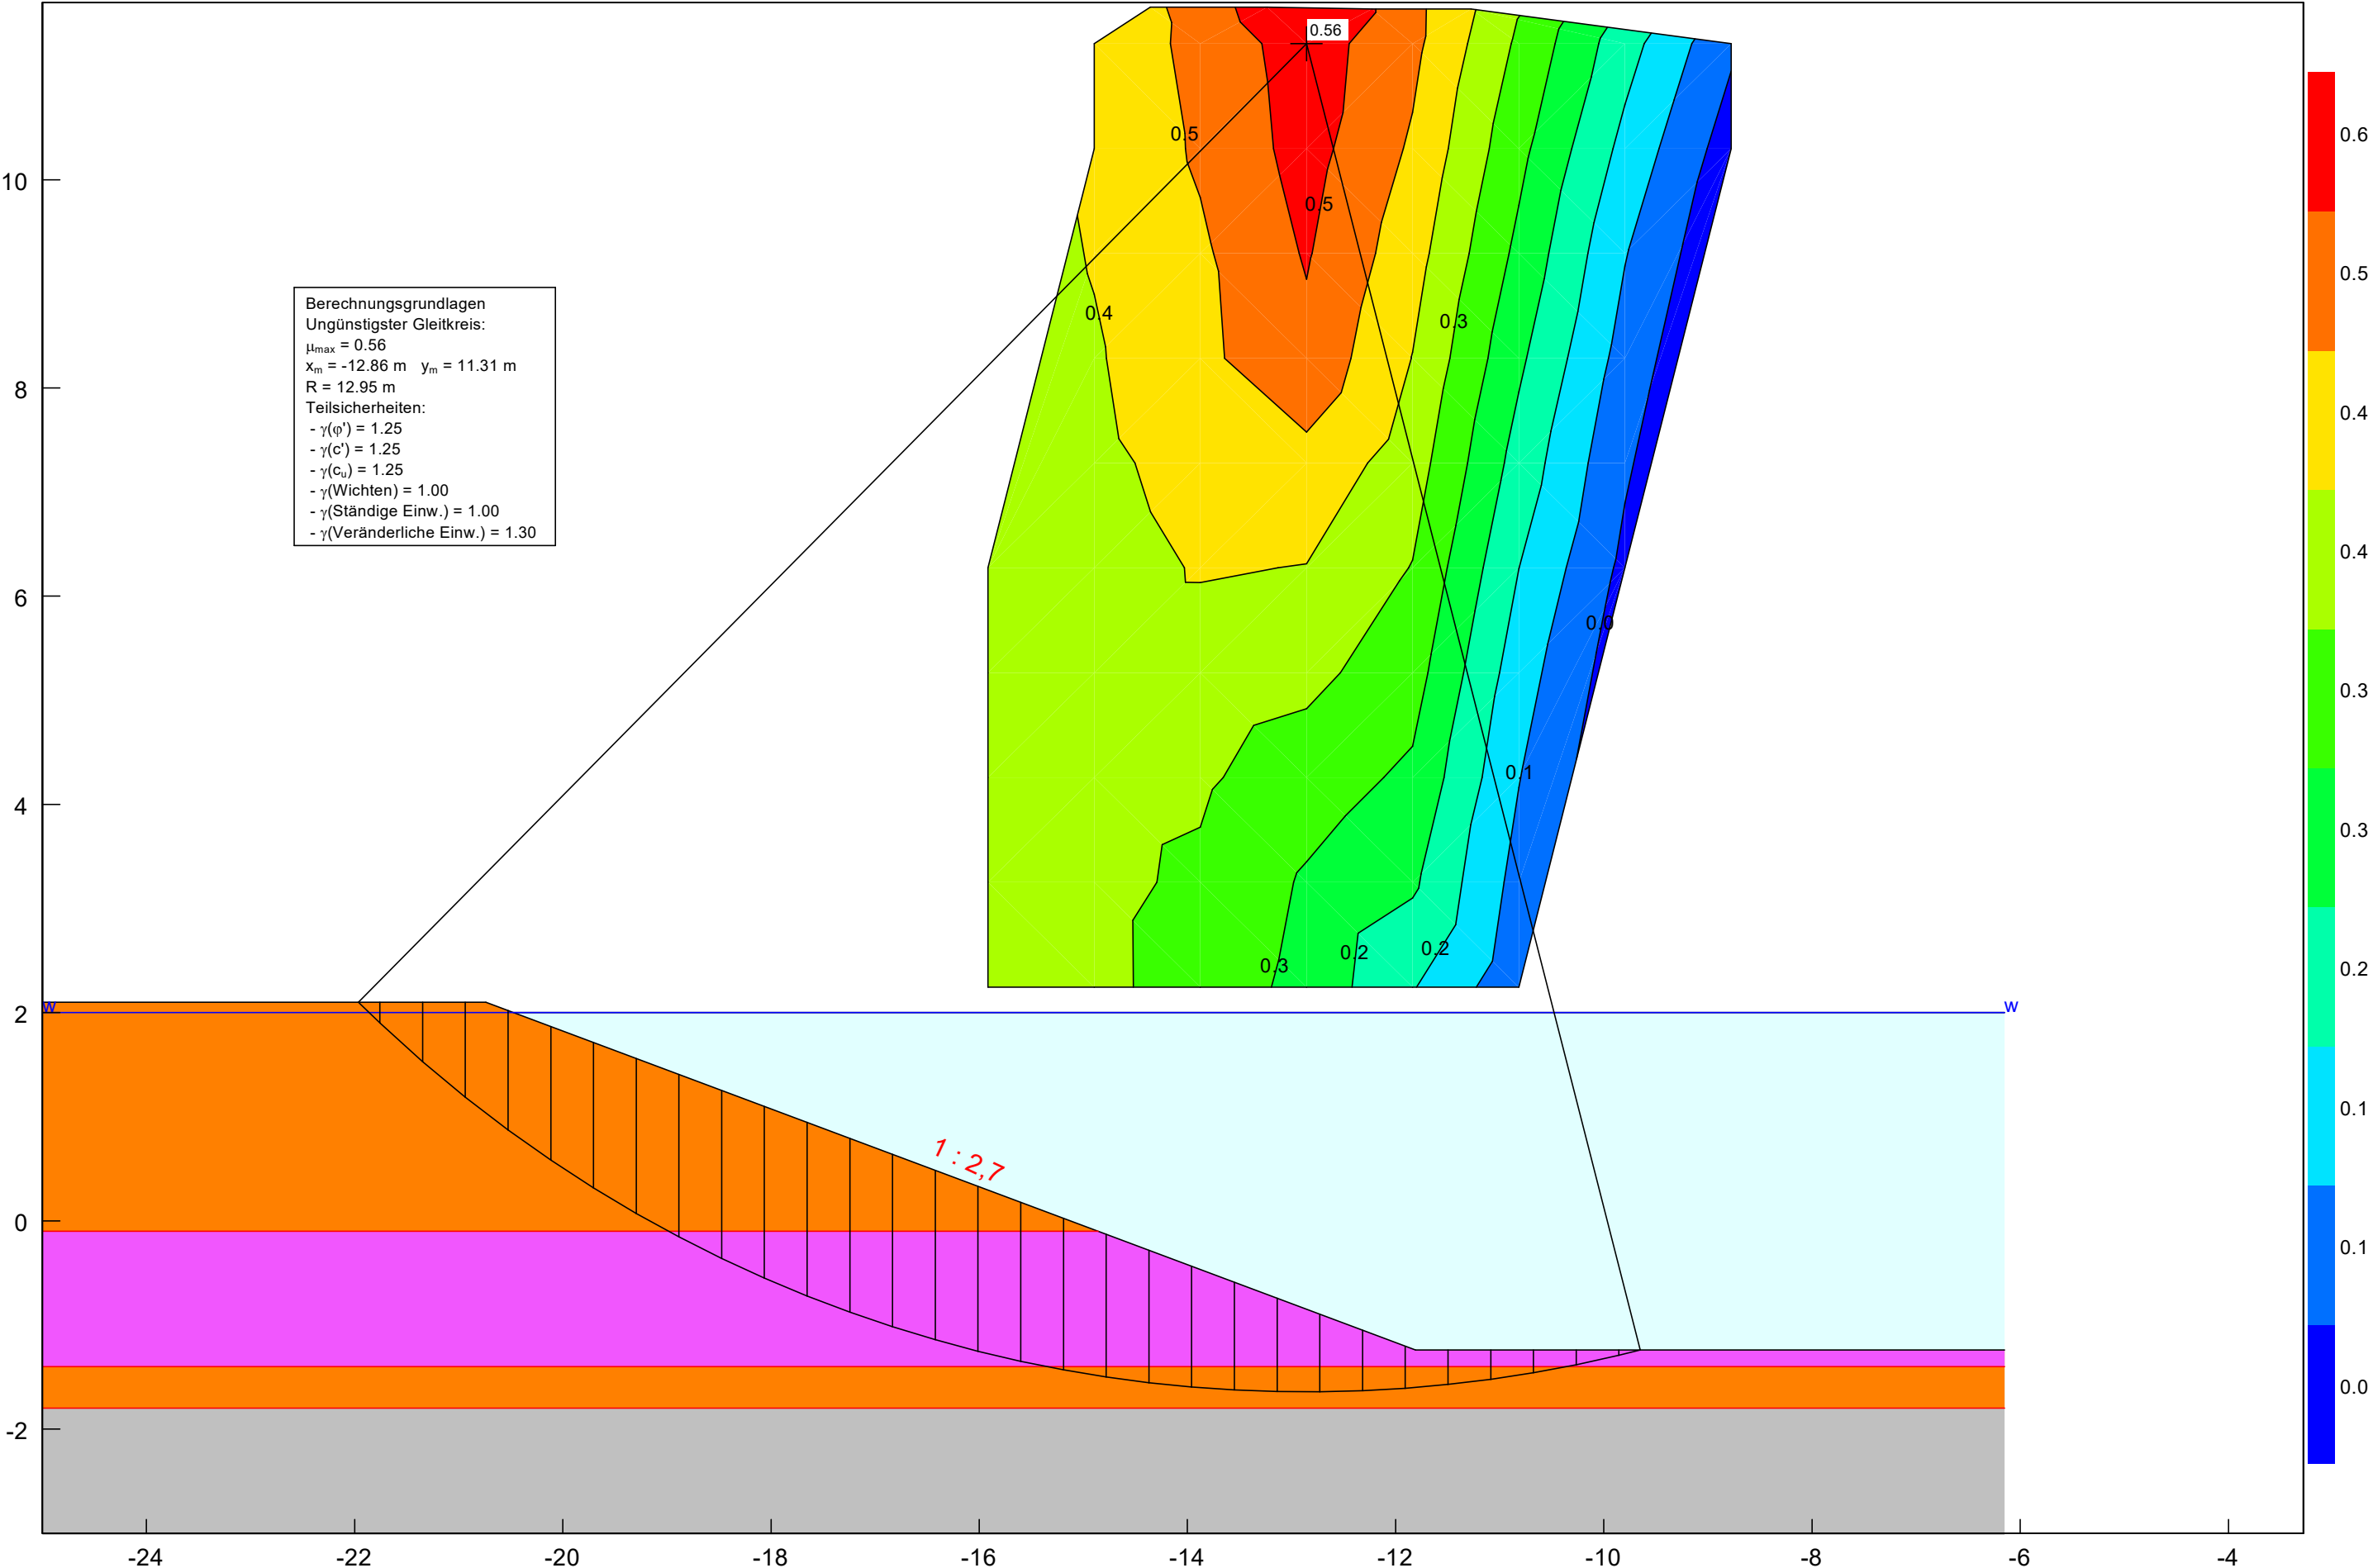 0.56
0.6
0.5
10
0.5
0.5
Berechnungsgrundlagen
Ungünstigster Gleitkreis:
μmax = 0.56
xm = -12.86 m   ym = 11.31 m
R = 12.95 m
Teilsicherheiten:
- γ(φ') = 1.25
- γ(c') = 1.25
- γ(cu) = 1.25
- γ(Wichten) = 1.00
- γ(Ständige Einw.) = 1.00
- γ(Veränderliche Einw.) = 1.30
0.4
0.3
8
0.4
0.4
6
0.0
0.3
4
0.1
0.3
0.3
0.2
0.2
0.2
2
w
w
0.1
1 : 2,7
0
0.1
0.0
-2
-24
-22
-20
-18
-16
-14
-12
-10
-8
-6
-4